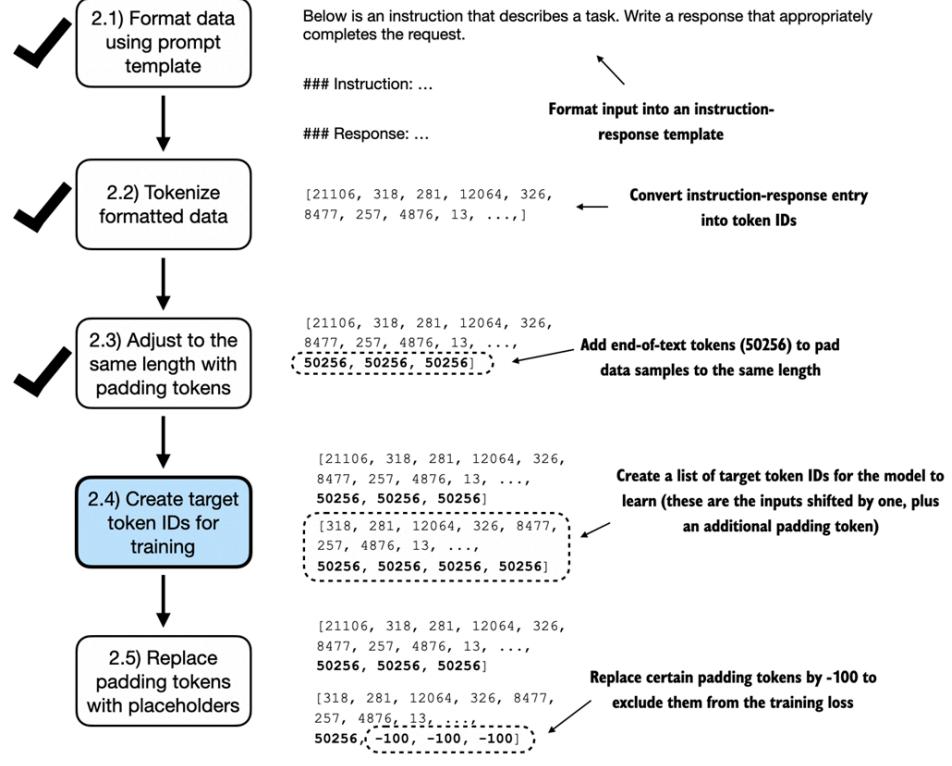 2.1) Format data
using prompt
template
Below is an instruction that describes a task. Write a response that appropriately
completes the request.
### Instruction: …
### Response: …
Format input into an instruction-
response template
2.2) Tokenize
formatted data
[21106, 318, 281, 12064, 326,
8477, 257, 4876, 13, ...,]
Convert instruction-response entry
into token IDs
2.3) Adjust to the
same length with
padding tokens
[21106, 318, 281, 12064, 326,
8477, 257, 4876, 13, ...,
50256, 50256, 50256]
Add end-of-text tokens (50256) to pad
data samples to the same length
2.4) Create target
token IDs for
training
[21106, 318, 281, 12064, 326,
8477, 257, 4876, 13, ...,
50256, 50256, 50256]
[318, 281, 12064, 326, 8477,
257, 4876, 13, ...,
50256, 50256, 50256, 50256]
Create a list of target token IDs for the model to
learn (these are the inputs shifted by one, plus
an additional padding token)
2.5) Replace
padding tokens
with placeholders
[21106, 318, 281, 12064, 326,
8477, 257, 4876, 13, ...,
50256, 50256, 50256]
[318, 281, 12064, 326, 8477,
257, 4876, 13, ...,
50256, -100, -100, -100]
Replace certain padding tokens by -100 to
exclude them from the training loss